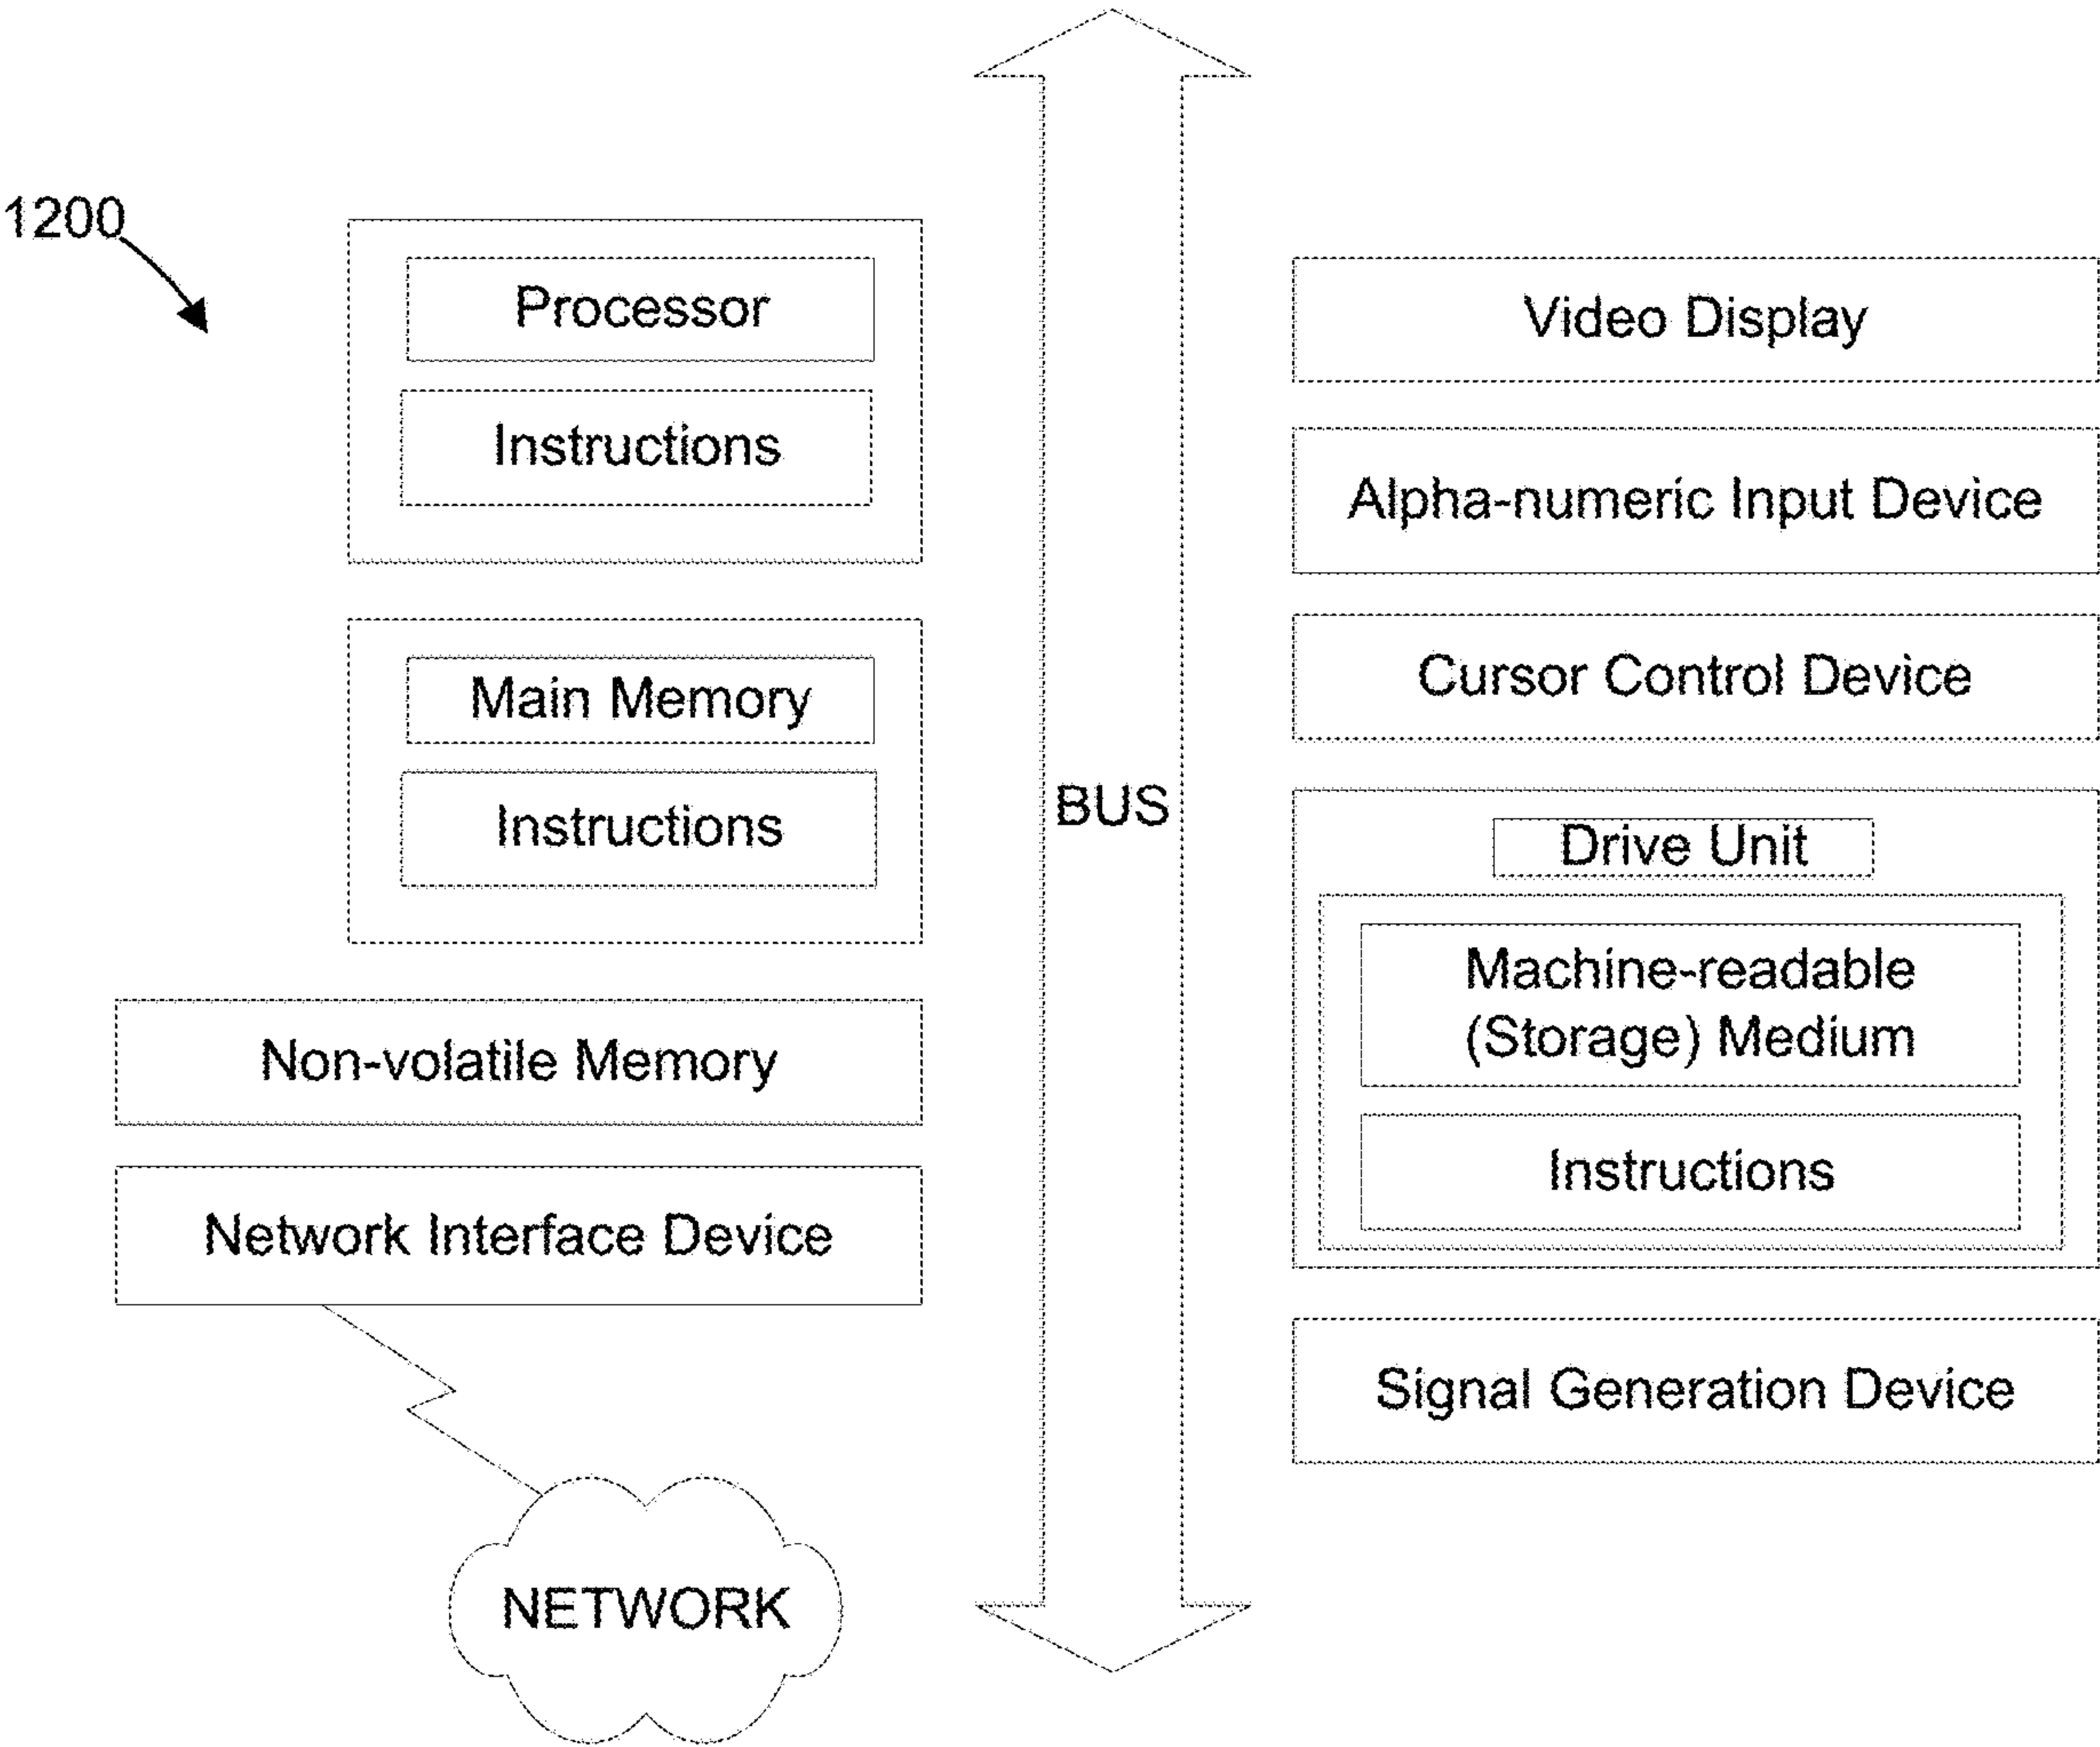 1200
Processor
Instructions
Main Memory
Instructions
Non-volatile Memory
Network Interface Device
NETWORK
BUS
Video Display
Alpha-numeric Input Device
Cursor Control Device
Drive Unit
Machine-readable
(Storage) Medium
Instructions
Signal Generation Device